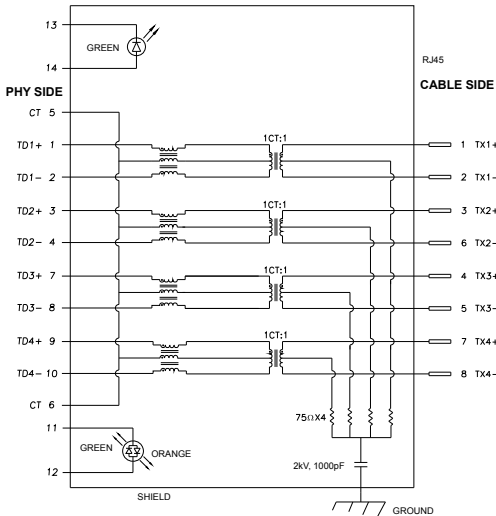 13
GREEN
14
RJ45
PHY SIDE
CABLE SIDE
CT 5
1CT:1
TD1+ 1
1 TX1+
TD1- 2
2 TX1-
1CT:1
TD2+ 3
3 TX2+
TD2- 4
6 TX2-
1CT:1
TD3+ 7
4 TX3+
TD3- 8
5 TX3-
1CT:1
TD4+ 9
7 TX4+
TD4- 10
8 TX4-
CT 6
75ΩX4
11
GREEN
ORANGE
12
2kV, 1000pF
SHIELD
GROUND